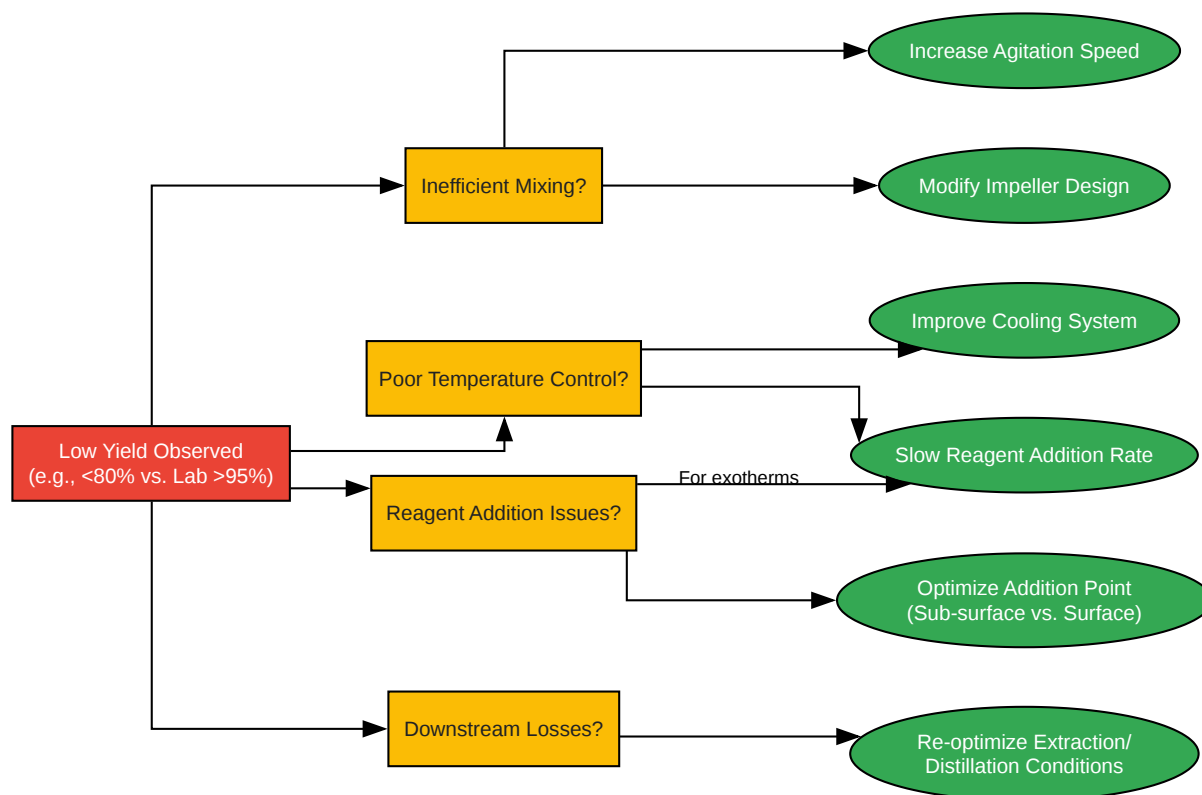 Increase Agitation Speed
Inefficient Mixing?
Modify Impeller Design
Improve Cooling System
Poor Temperature Control?
Low Yield Observed
(e.g., <80% vs. Lab >95%)
Slow Reagent Addition Rate
For exotherms
Reagent Addition Issues?
Optimize Addition Point
(Sub-surface vs. Surface)
Downstream Losses?
Re-optimize Extraction/
Distillation Conditions